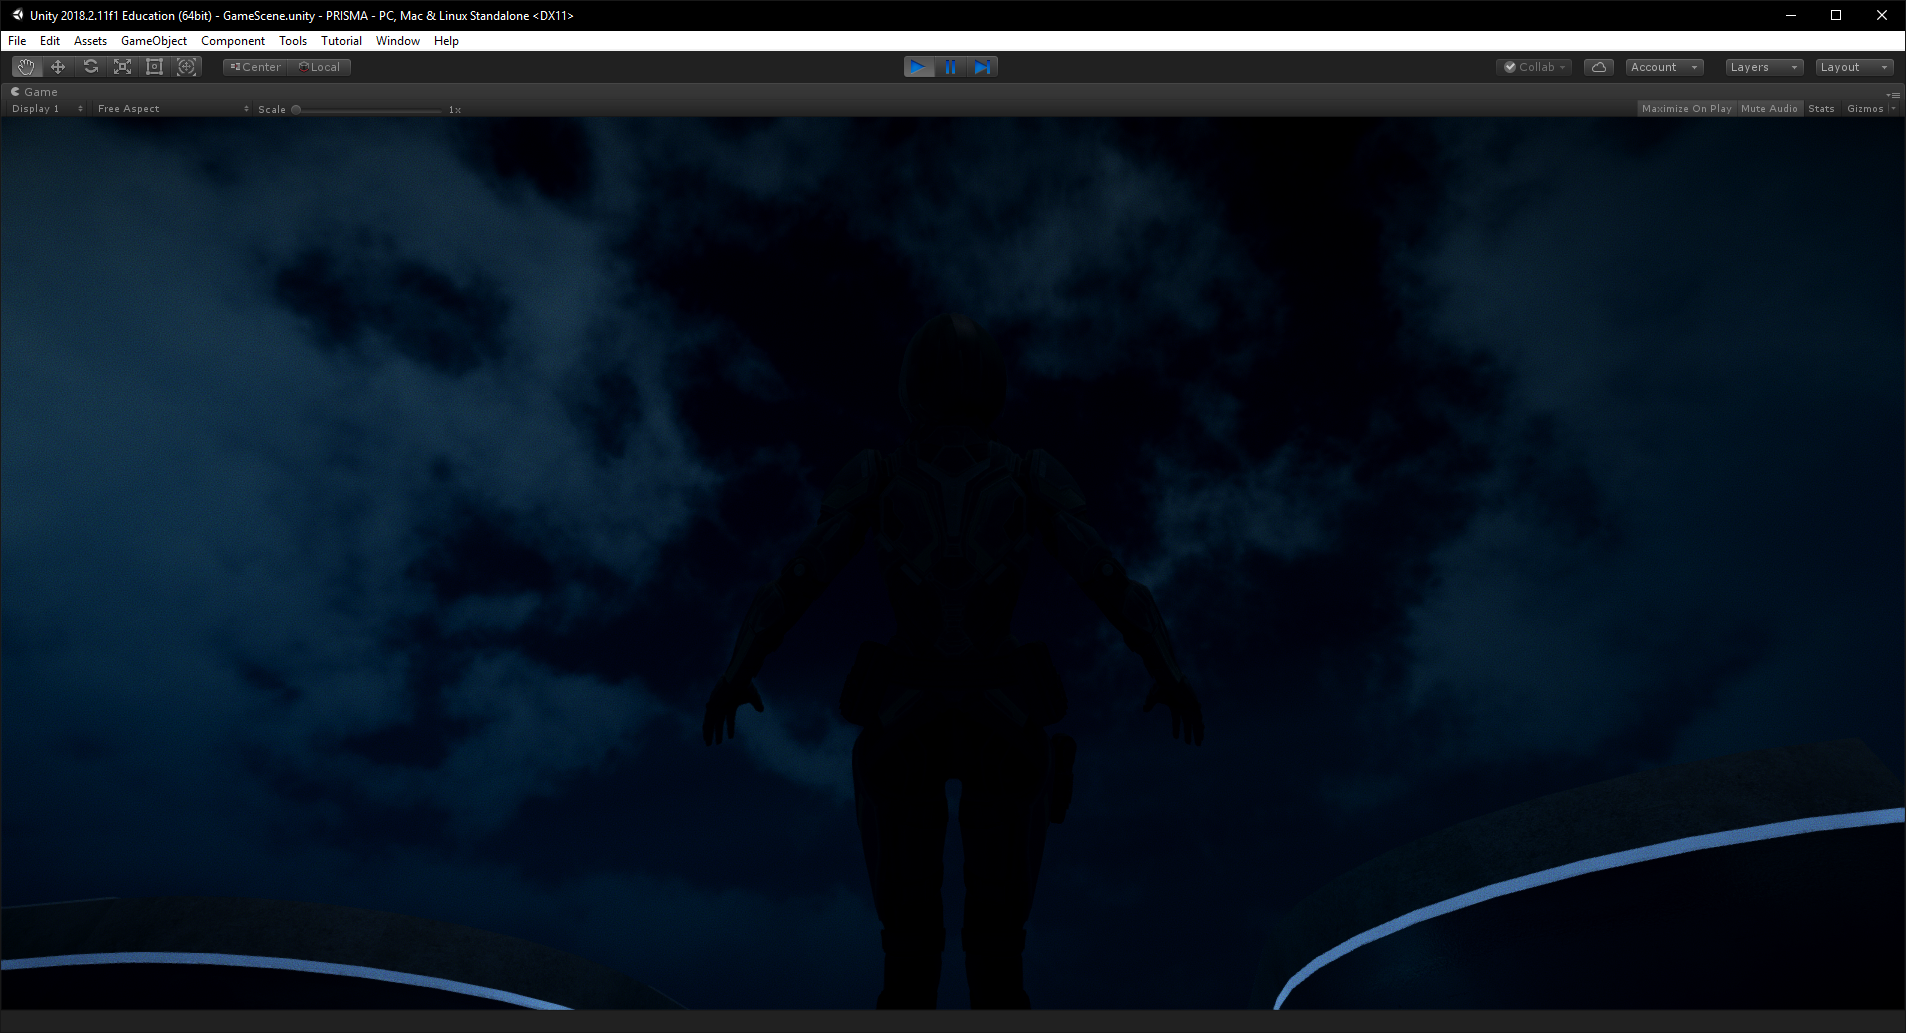 Unity 2018.2.11f1 Education (64bit) - GameScene.unity - PRISMA - PC, Mac & Linux Standalone <DX11>
File Edit Assets GameObject Component Tools Tutorial Window Help
Center Local Collab Account Layers Layout
Game
Display 1 Free Aspect Scale 1x Maximize On Play Mute Audio Stats Gizmos